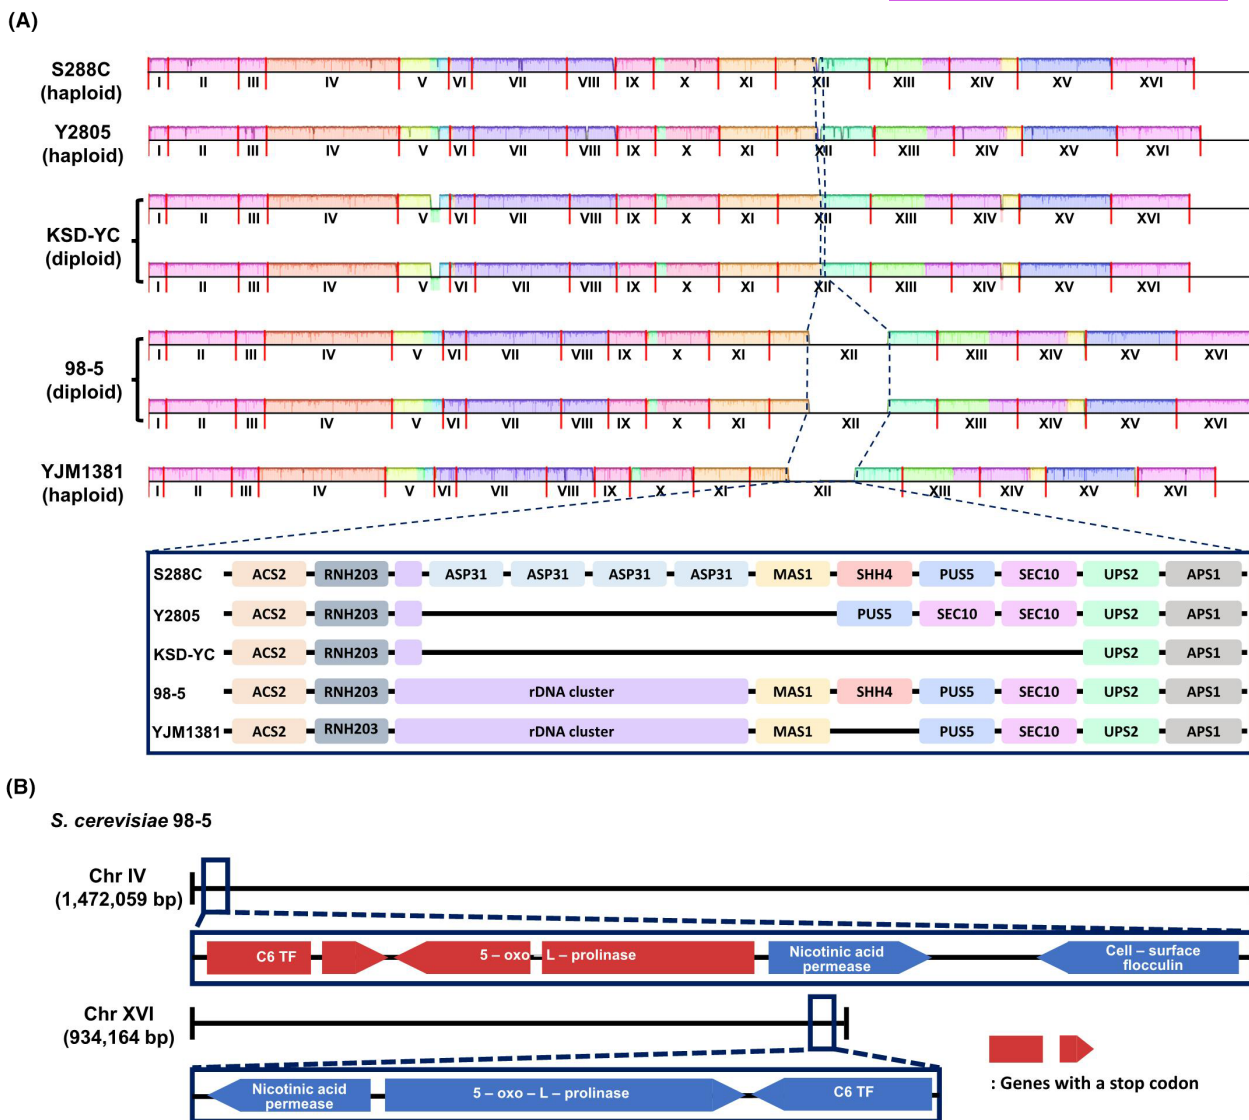 (A)
S288C
(haploid)
I II III IV V VI VII VIII IX X XI XII XIII XIV XV XVI
Y2805
(haploid)
I II III IV V VI VII VIII IX X XI XII XIII XIV XV XVI
KSD-YC
(diploid)
I II III IV V VI VII VIII IX X XI XII XIII XIV XV XVI
I II III IV V VI VII VIII IX X XI XII XIII XIV XV XVI
98-5
(diploid)
I II III IV V VI VII VIII IX X XI XII XIII XIV XV XVI
I II III IV V VI VII VIII IX X XI XII XIII XIV XV XVI
YJM1381
(haploid)
I II III IV V VI VII VIII IX X XI XII XIII XIV XV XVI
S288C ACS2 RNH203 ASP31 ASP31 ASP31 ASP31 MAS1 SHH4 PUS5 SEC10 UPS2 APS1
Y2805 ACS2 RNH203 PUS5 SEC10 SEC10 UPS2 APS1
KSD-YC ACS2 RNH203 UPS2 APS1
98-5 ACS2 RNH203 rDNA cluster MAS1 SHH4 PUS5 SEC10 UPS2 APS1
YJM1381 ACS2 RNH203 rDNA cluster MAS1 PUS5 SEC10 UPS2 APS1
(B)
S. cerevisiae 98-5
Chr IV
(1,472,059 bp)
C6 TF 5 – oxo – L – prolinase Nicotinic acid permease Cell – surface flocculin
Chr XVI
(934,164 bp)
Nicotinic acid permease 5 – oxo – L – prolinase C6 TF
: Genes with a stop codon